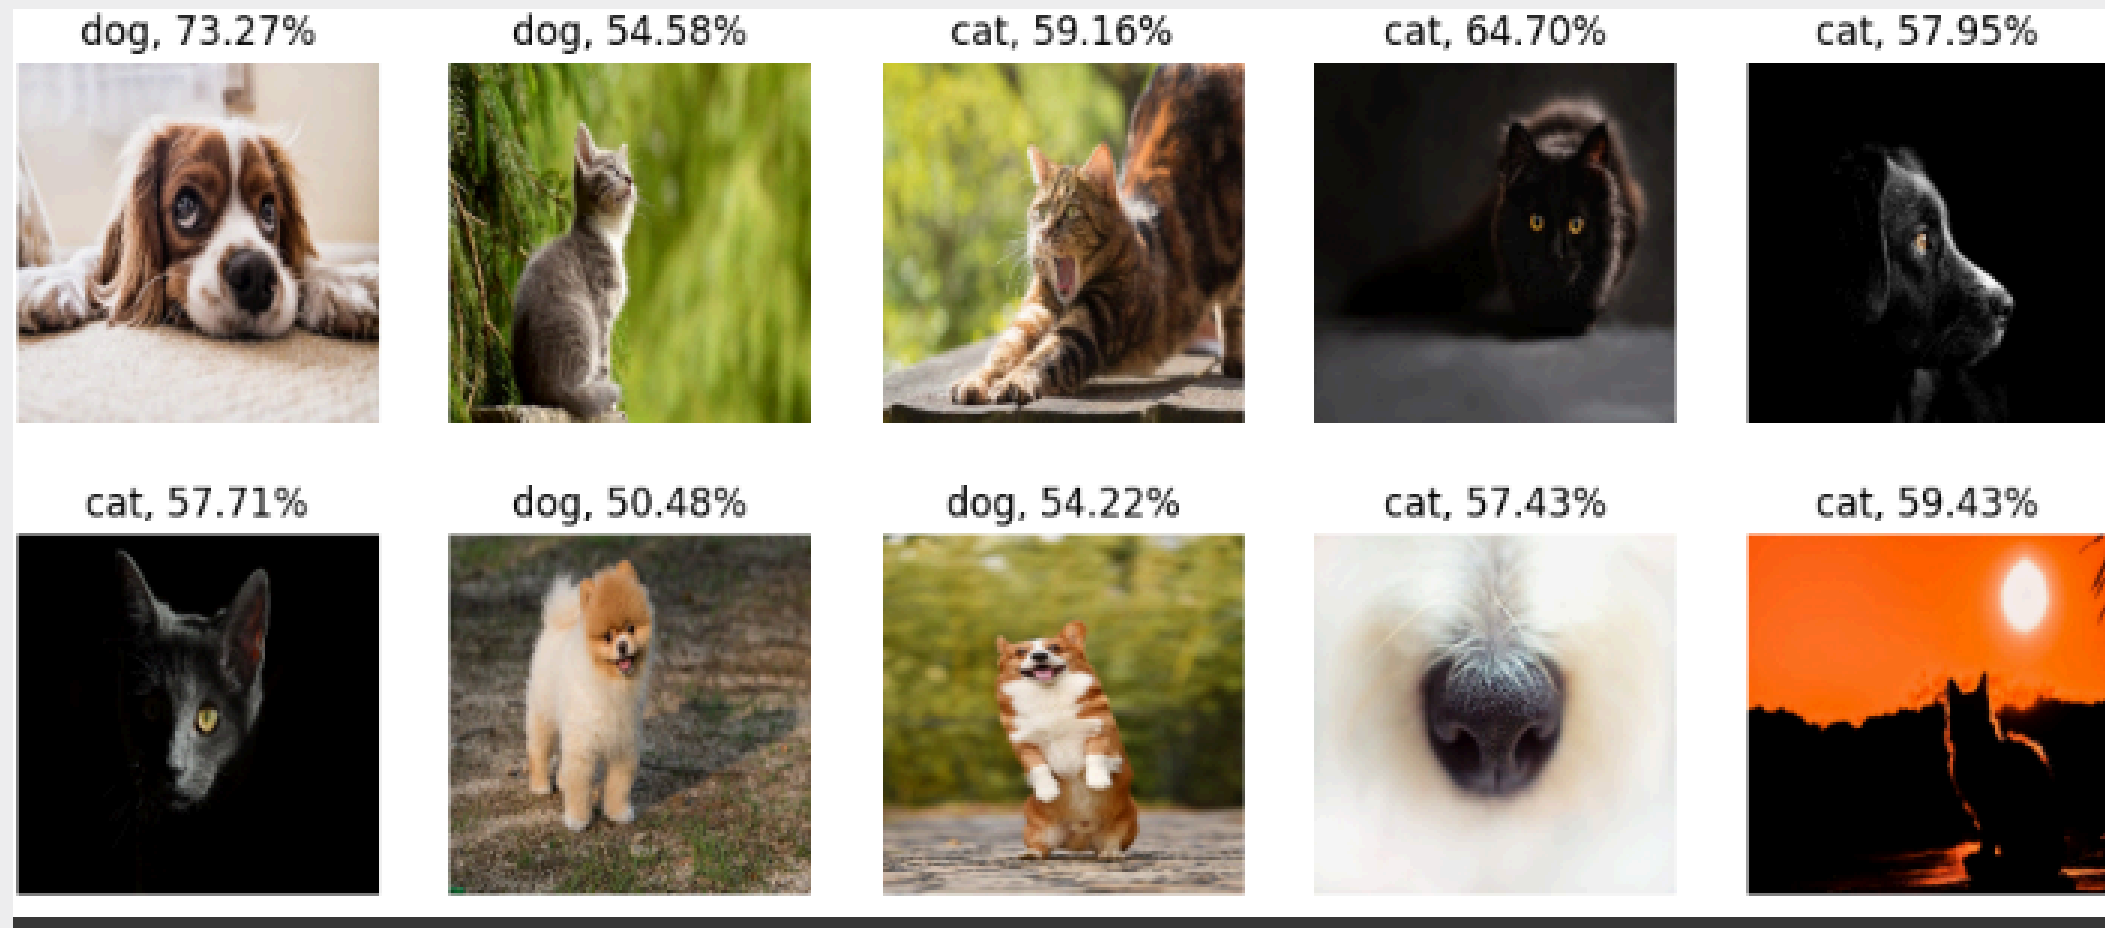 dog, 73.27%
dog, 54.58%
cat, 59.16%
cat, 64.70%
cat, 57.95%
cat, 57.71%
dog, 50.48%
dog, 54.22%
cat, 57.43%
cat, 59.43%